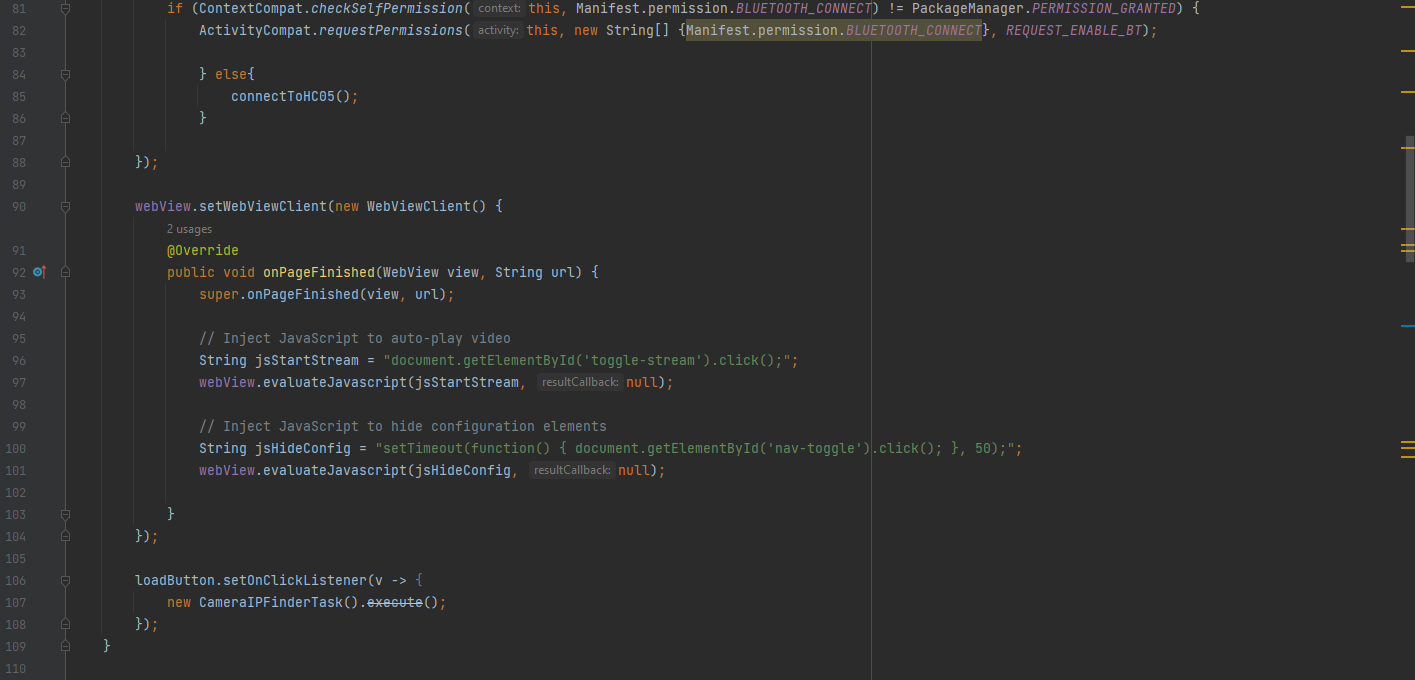 81 if (ContextCompat.checkSelfPermission( context: this, Manifest.permission.BLUETOOTH_CONNECT) != PackageManager.PERMISSION_GRANTED) {
82 ActivityCompat.requestPermissions( activity: this, new String[] {Manifest.permission.BLUETOOTH_CONNECT}, REQUEST_ENABLE_BT);
83
84 } else{
85 connectToHC05();
86 }
87
88 });
89
90 webView.setWebViewClient(new WebViewClient() {
2 usages
91 @Override
92 public void onPageFinished(WebView view, String url) {
93 super.onPageFinished(view, url);
94
95 // Inject JavaScript to auto-play video
96 String jsStartStream = "document.getElementById('toggle-stream').click();";
97 webView.evaluateJavascript(jsStartStream, resultCallback: null);
98
99 // Inject JavaScript to hide configuration elements
100 String jsHideConfig = "setTimeout(function() { document.getElementById('nav-toggle').click(); }, 50);";
101 webView.evaluateJavascript(jsHideConfig, resultCallback: null);
102
103 }
104 });
105
106 loadButton.setOnClickListener(v -> {
107 new CameraIPFinderTask().execute();
108 });
109 }
110